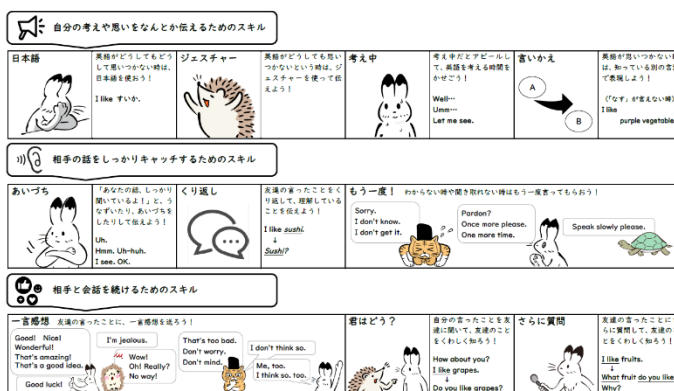 自分の考えや思いをなんとか伝えるためのスキル
日本語
英語がどうしてもどう
して思いつかない時は、
日本語を使おう！
I like すいか.
ジェスチャー
英語がどうしても思い
つかないという時は、ジ
ェスチャーを使って伝
えよう！
考え中
考え中だとアピールし
て、英語を考える時間を
かせごう！
Well…
Umm…
Let me see.
言いかえ
A
B
英語が思いつかない
は、知っている別の言
で表現しよう！
（「なす」が言えない時）
I like
purple vegetable
相手の話をしっかりキャッチするためのスキル
あいづち
「あなたの話、しっかり
聞いているよ！」と、う
なずいたり、あいづちを
したりして伝えよう！
Uh.
Hmm. Uh-huh.
I see. OK.
くり返し
友達の言ったことをく
り返して、理解している
ことを伝えよう！
I like sushi.
↓
Sushi?
もう一度！ わからない時や聞き取れない時はもう一度言ってもらおう！
Sorry.
I don't know.
I don't get it.
Pardon?
Once more please.
One more time.
Speak slowly please.
相手と会話を続けるためのスキル
一言感想 友達の言ったことに、一言感想を送ろう！
Good! Nice!
Wonderful!
That's amazing!
That's a good idea.
Good luck!
I'm jealous.
Wow!
Oh! Really?
No way!
That's too bad.
Don't worry.
Don't mind.
I don't think so.
Me, too.
I think so, too.
君はどう？
自分の言ったことを友
達に聞いて、友達のこと
をくわしく知ろう！
How about you?
I like grapes.
↓
Do you like grapes?
さらに質問
友達の言ったことに
らに質問して、友達の
とをくわしく知ろう！
I like fruits.
↓
What fruit do you like
Why?